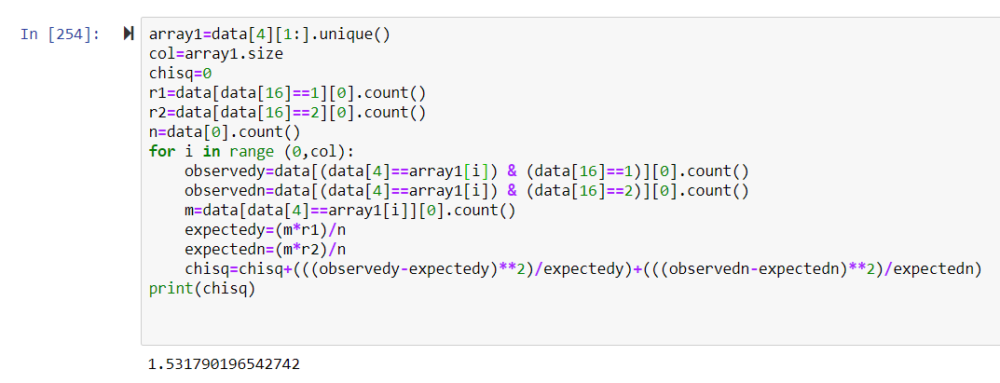 In [254]:
array1=data[4][1:].unique()
col=array1.size
chisq=0
r1=data[data[16]==1][0].count()
r2=data[data[16]==2][0].count()
n=data[0].count()
for i in range (0,col):
    observedy=data[(data[4]==array1[i]) & (data[16]==1)][0].count()
    observedn=data[(data[4]==array1[i]) & (data[16]==2)][0].count()
    m=data[data[4]==array1[i]][0].count()
    expectedy=(m*r1)/n
    expectedn=(m*r2)/n
    chisq=chisq+(((observedy-expectedy)**2)/expectedy)+(((observedn-expectedn)**2)/expectedn)
print(chisq)
1.531790196542742